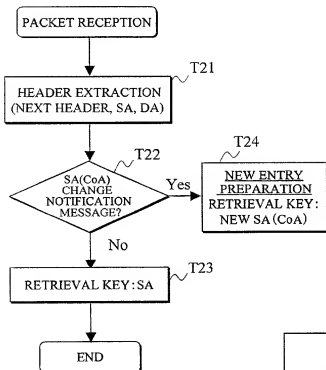 PACKET RECEPTION
T21
HEADER EXTRACTION
(NEXT HEADER, SA, DA)
T22
SA(CoA)
CHANGE
NOTIFICATION
MESSAGE?
Yes
T24
NEW ENTRY
PREPARATION
RETRIEVAL KEY:
NEW SA(CoA)
No
T23
RETRIEVAL KEY:SA
END